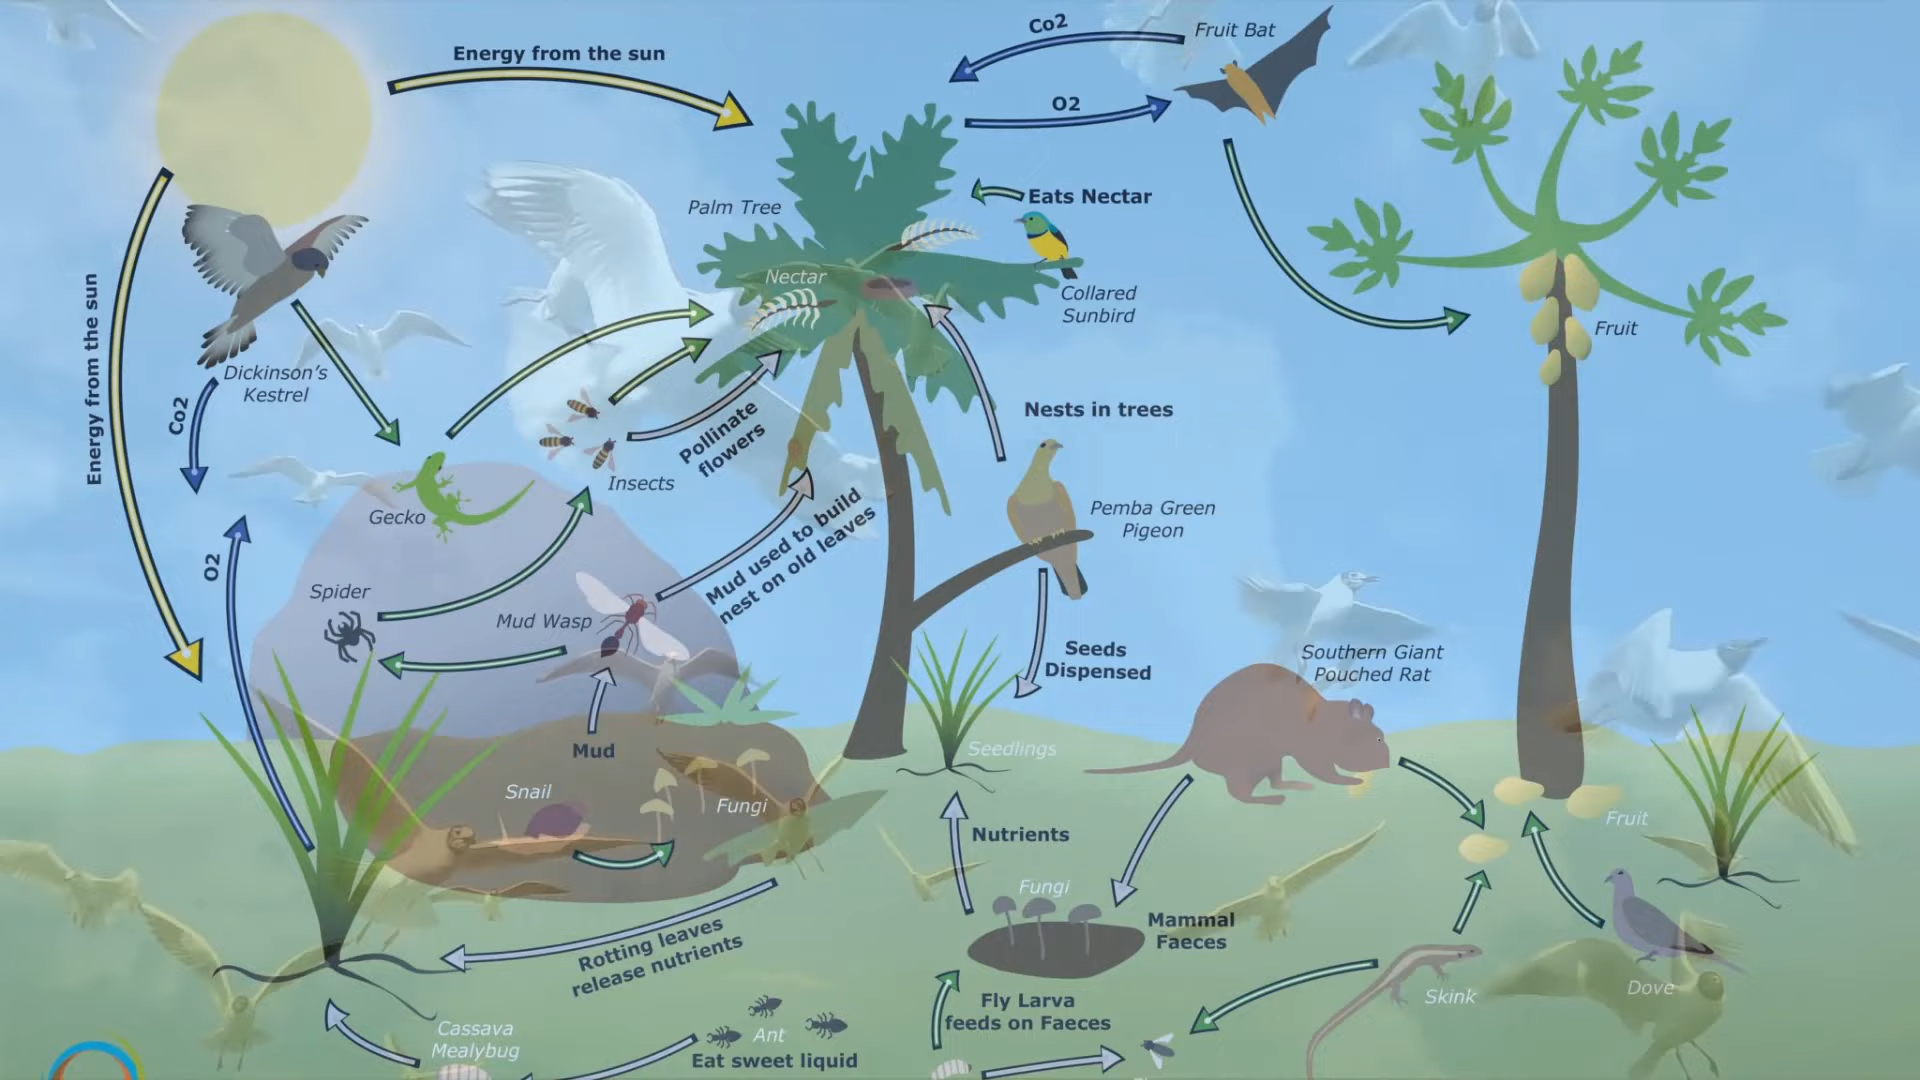 Co2
Fruit Bat
Energy from the sun
O2
Eats Nectar
Palm Tree
Nectar
Collared
Sunbird
Fruit
Energy from the sun
Dickinson's
Kestrel
Co2
Nests in trees
Pollinate
flowers
Insects
Gecko
Pemba Green
Pigeon
Mud used to build
nest on old leaves
O2
Spider
Mud Wasp
Seeds
Dispensed
Southern Giant
Pouched Rat
Mud
Seedlings
Snail
Fungi
Fruit
Nutrients
Fungi
Mammal
Faeces
Rotting leaves
release nutrients
Skink
Dove
Fly Larva
feeds on Faeces
Cassava
Mealybug
Ant
Eat sweet liquid